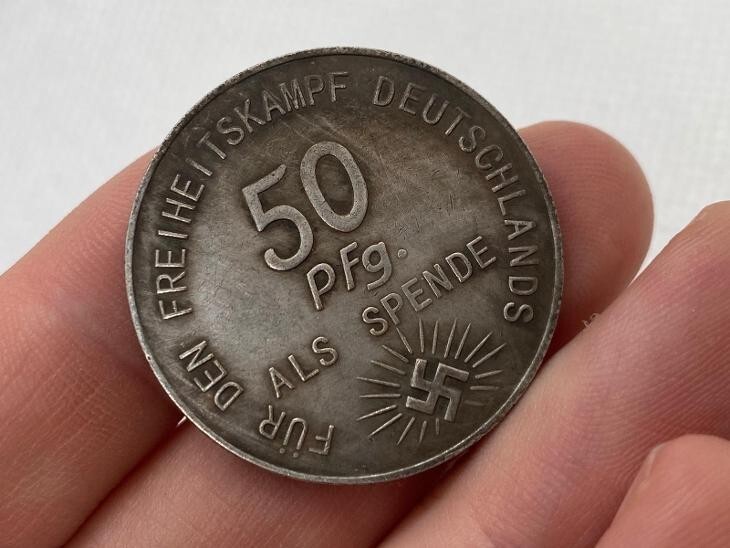 FÜR DEN FREIHEITSKAMPF DEUTSCHLANDS
50
Pfg.
ALS SPENDE